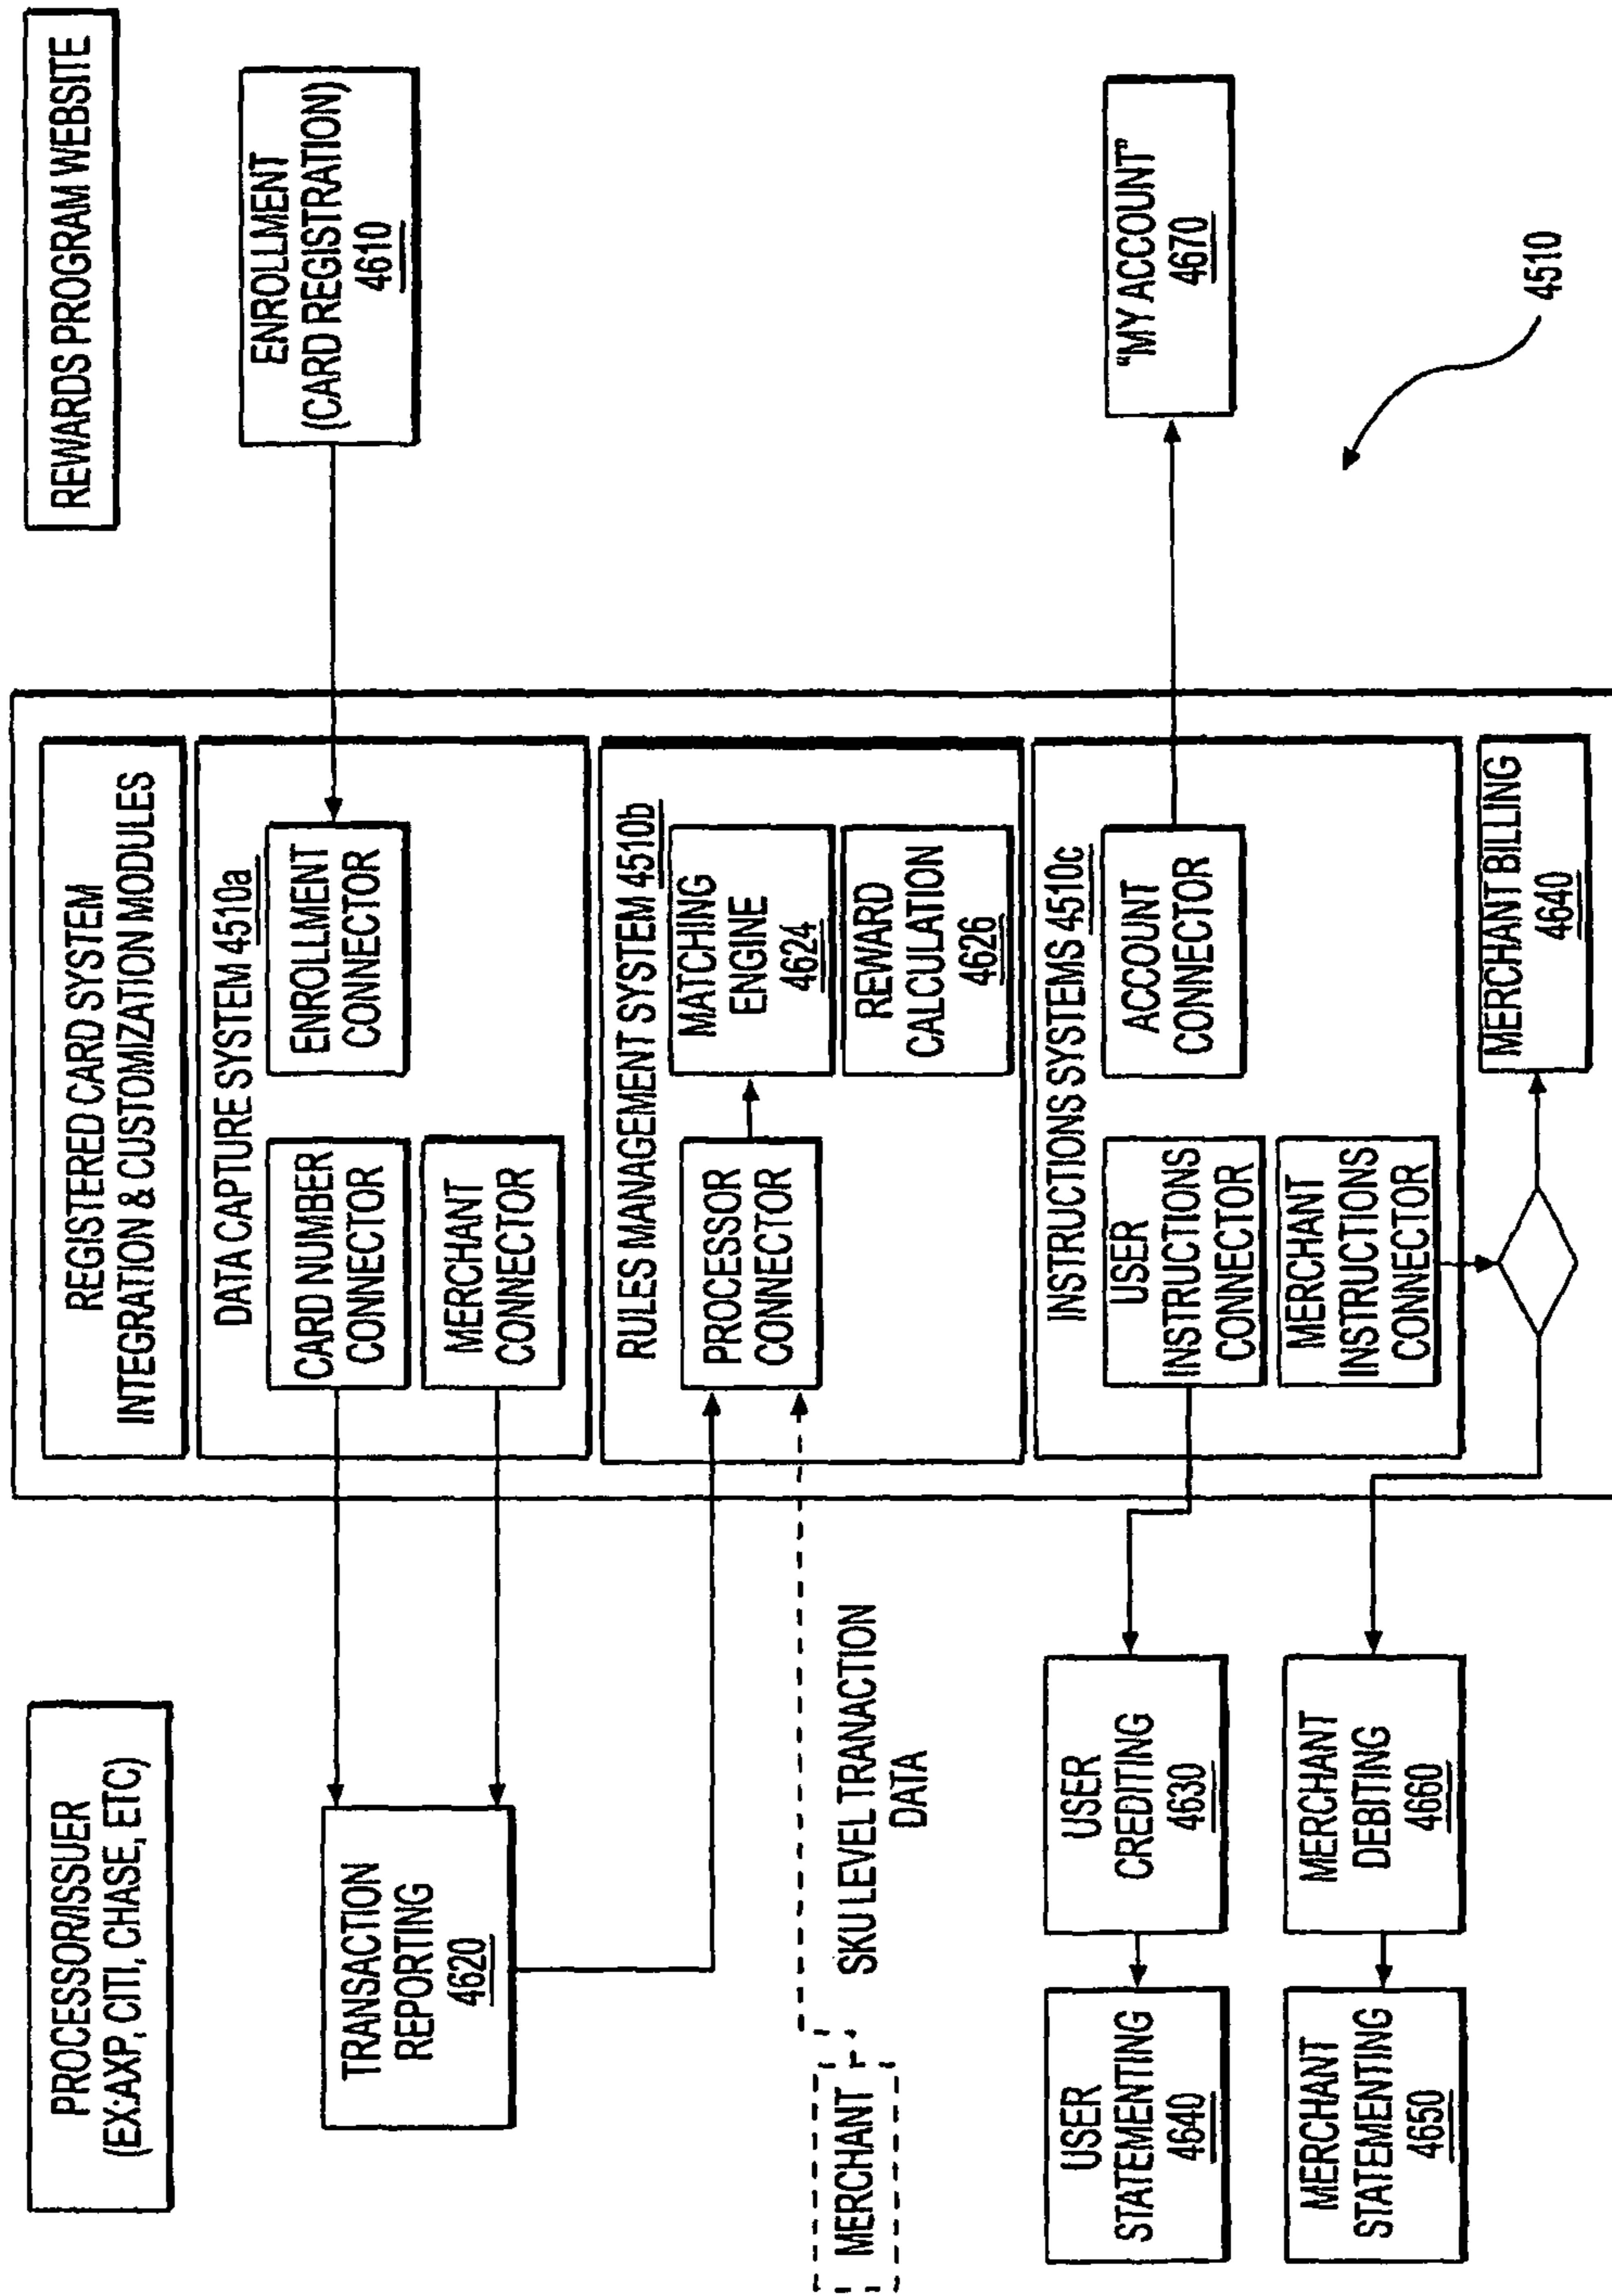 PROCESSOR/ISSUER
(EX:AXP, CITI, CHASE, ETC)
REGISTERED CARD SYSTEM
INTEGRATION & CUSTOMIZATION MODULES
REWARDS PROGRAM WEBSITE
TRANSACTION
REPORTING
4620
DATA CAPTURE SYSTEM 4510a
CARD NUMBER
CONNECTOR
ENROLLMENT
CONNECTOR
MERCHANT
CONNECTOR
ENROLLMENT
(CARD REGISTRATION)
4610
RULES MANAGEMENT SYSTEM 4510b
PROCESSOR
CONNECTOR
MATCHING
ENGINE
4624
REWARD
CALCULATION
4626
MERCHANT
SKU LEVEL TRANACTION
DATA
USER
STATEMENTING
4640
USER
CREDITING
4630
MERCHANT
STATEMENTING
4650
MERCHANT
DEBITING
4660
INSTRUCTIONS SYSTEMS 4510c
USER
INSTRUCTIONS
CONNECTOR
ACCOUNT
CONNECTOR
MERCHANT
INSTRUCTIONS
CONNECTOR
MERCHANT BILLING
4640
"MY ACCOUNT"
4670
4510